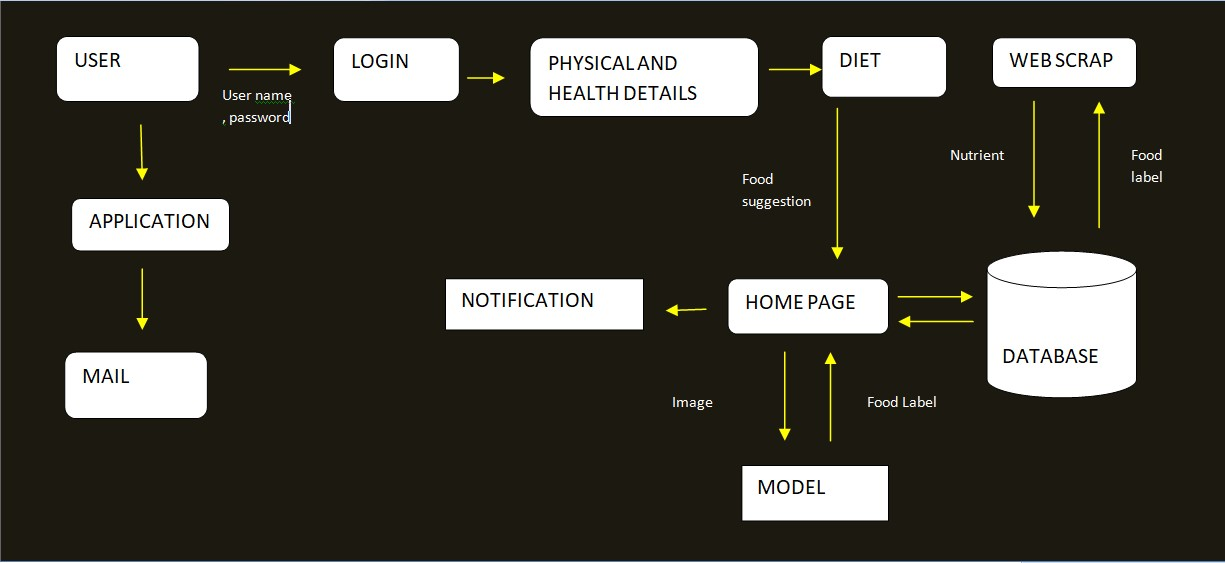 USER
User name
, password
LOGIN
PHYSICAL AND
HEALTH DETAILS
DIET
WEB SCRAP
Nutrient
Food
label
Food
suggestion
APPLICATION
NOTIFICATION
HOME PAGE
DATABASE
MAIL
Image
Food Label
MODEL